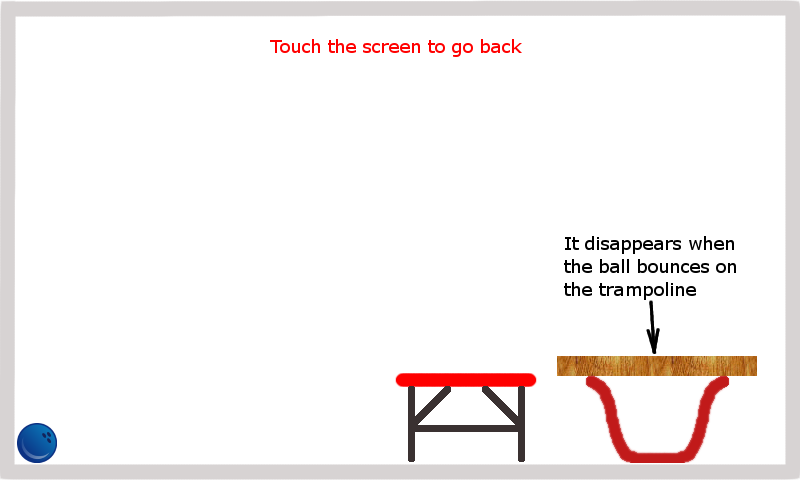 Touch the screen to go back
It disappears when
the ball bounces on
the trampoline